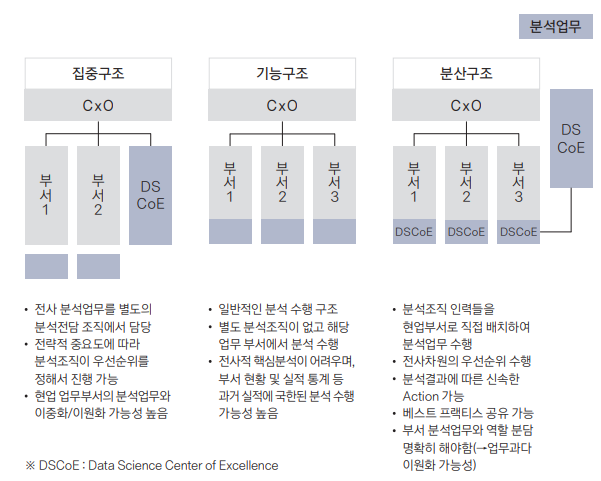 분석업무
집중구조
CxO
부서1
부서2
DS
CoE
기능구조
CxO
부서1
부서2
부서3
분산구조
CxO
부서1
부서2
부서3
DSCoE
DSCoE
DSCoE
DS
CoE
• 전사 분석업무를 별도의
분석전담 조직에서 담당
• 전략적 중요도에 따라
분석조직이 우선순위를
정해서 진행 가능
• 현업 업무부서의 분석업무와
이중화/이원화 가능성 높음
• 일반적인 분석 수행 구조
• 별도 분석조직이 없고 해당
업무 부서에서 분석 수행
• 전사적 핵심분석이 어려우며,
부서 현황 및 실적 통계 등
과거 실적에 국한된 분석 수행
가능성 높음
• 분석조직 인력들을
현업부서로 직접 배치하여
분석업무 수행
• 전사차원의 우선순위 수행
• 분석결과에 따른 신속한
Action 가능
• 베스트 프랙티스 공유 가능
• 부서 분석업무와 역할 분담
명확히 해야함(→업무과다
이원화 가능성)
※ DSCoE : Data Science Center of Excellence